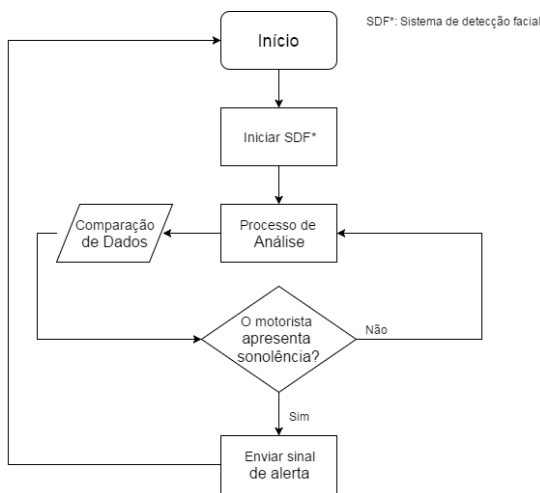 Início
SDF*: Sistema de detecção facial
Iniciar SDF*
Comparação
de Dados
Processo de
Análise
O motorista
apresenta
sonolência?
Não
Sim
Enviar sinal
de alerta